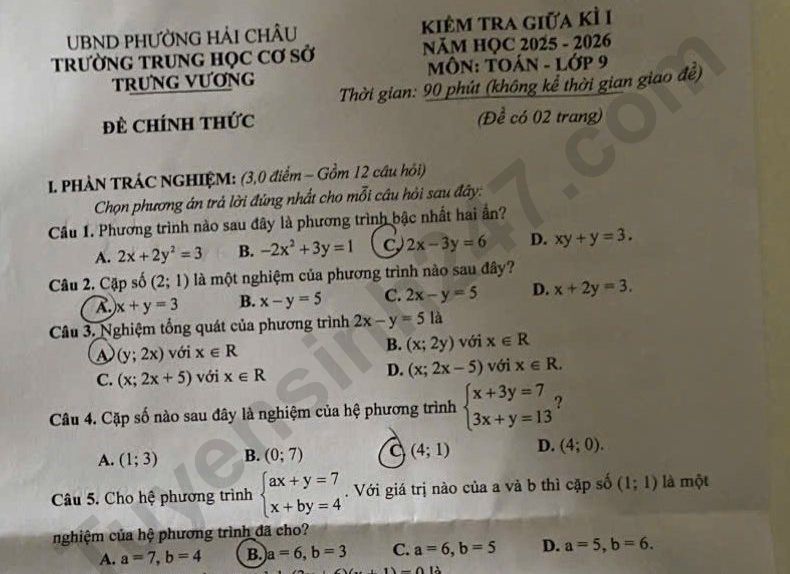 UBND PHƯỜNG HẢI CHÂU
TRƯỜNG TRUNG HỌC CƠ SỞ
TRƯNG VƯƠNG
ĐỀ CHÍNH THỨC
KIỂM TRA GIỮA KÌ I
NĂM HỌC 2025 - 2026
MÔN: TOÁN - LỚP 9
Thời gian: 90 phút (không kể thời gian giao đề)
(Đề có 02 trang)
I. PHẦN TRẮC NGHIỆM: (3,0 điểm – Gồm 12 câu hỏi)
Chọn phương án trả lời đúng nhất cho mỗi câu hỏi sau đây:
Câu 1. Phương trình nào sau đây là phương trình bậc nhất hai ẩn?
A. 2x + 2y² = 3 B. −2x² + 3y = 1 C. 2x − 3y = 6 D. xy + y = 3.
Câu 2. Cặp số (2; 1) là một nghiệm của phương trình nào sau đây?
A. x + y = 3 B. x − y = 5 C. 2x − y = 5 D. x + 2y = 3.
Câu 3. Nghiệm tổng quát của phương trình 2x − y = 5 là
A. (y; 2x) với x ∈ R B. (x; 2y) với x ∈ R
C. (x; 2x + 5) với x ∈ R D. (x; 2x − 5) với x ∈ R.
Câu 4. Cặp số nào sau đây là nghiệm của hệ phương trình { x + 3y = 7
3x + y = 13 ?
A. (1; 3) B. (0; 7) C. (4; 1) D. (4; 0).
Câu 5. Cho hệ phương trình { ax + y = 7
x + by = 4 . Với giá trị nào của a và b thì cặp số (1; 1) là một
nghiệm của hệ phương trình đã cho?
A. a = 7, b = 4 B. a = 6, b = 3 C. a = 6, b = 5 D. a = 5, b = 6.
Tuyensinh247.com